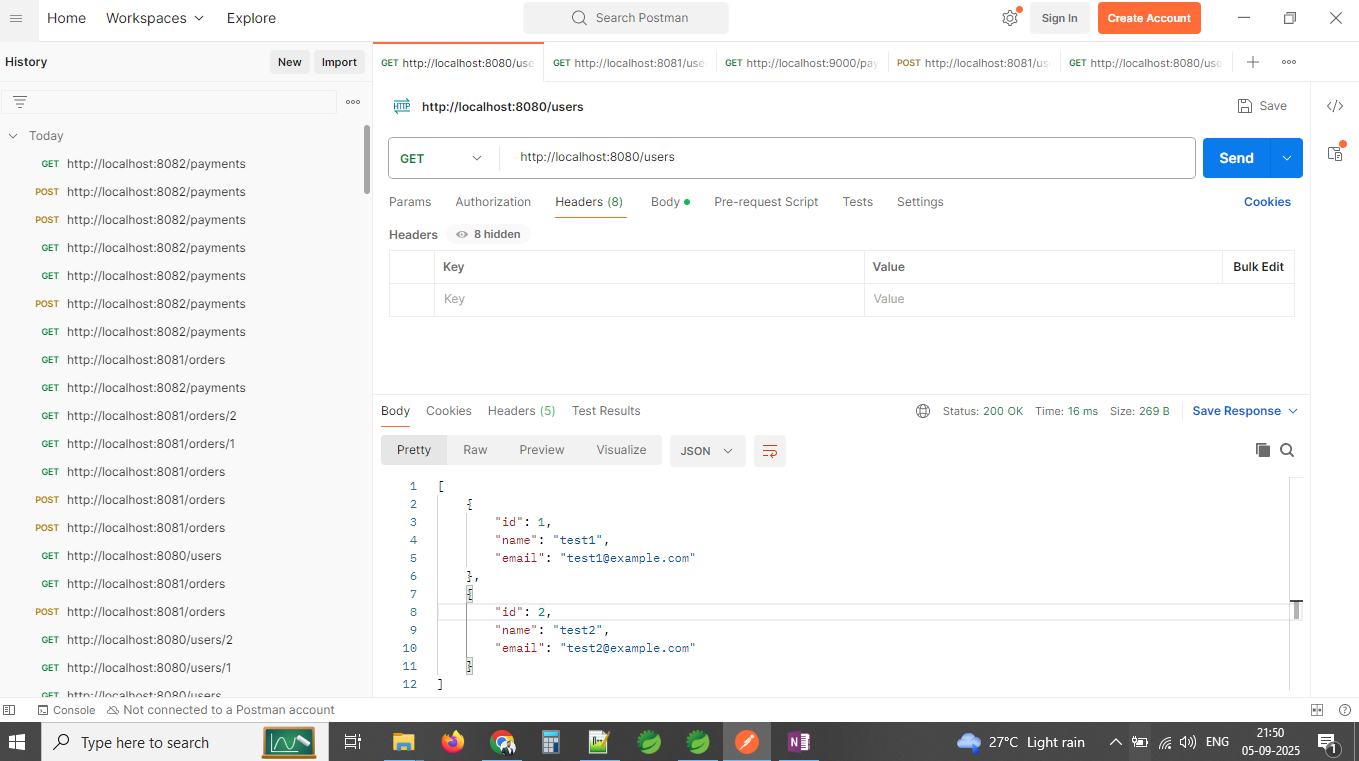 Home Workspaces Explore Search Postman Sign In Create Account
History New Import
GET http://localhost:8080/use GET http://localhost:8081/use GET http://localhost:9000/pay POST http://localhost:8081/us GET http://localhost:8080/use
HTTP http://localhost:8080/users Save
Today
GET http://localhost:8082/payments
POST http://localhost:8082/payments
POST http://localhost:8082/payments
GET http://localhost:8082/payments
GET http://localhost:8082/payments
POST http://localhost:8082/payments
GET http://localhost:8082/payments
GET http://localhost:8081/orders
GET http://localhost:8082/payments
GET http://localhost:8081/orders/2
GET http://localhost:8081/orders/1
GET http://localhost:8081/orders
POST http://localhost:8081/orders
POST http://localhost:8081/orders
GET http://localhost:8080/users
GET http://localhost:8081/orders
POST http://localhost:8081/orders
GET http://localhost:8080/users/2
GET http://localhost:8080/users/1
GET http://localhost:8080/users
GET http://localhost:8080/users Send
Params Authorization Headers (8) Body Pre-request Script Tests Settings Cookies
Headers 8 hidden
Key Value Bulk Edit
Key Value
Body Cookies Headers (5) Test Results Status: 200 OK Time: 16 ms Size: 269 B Save Response
Pretty Raw Preview Visualize JSON
1 [
2 {
3 "id": 1,
4 "name": "test1",
5 "email": "test1@example.com"
6 },
7 {
8 "id": 2,
9 "name": "test2",
10 "email": "test2@example.com"
11 }
12 ]
Console Not connected to a Postman account
Type here to search 27°C Light rain ENG 21:50
05-09-2025 1